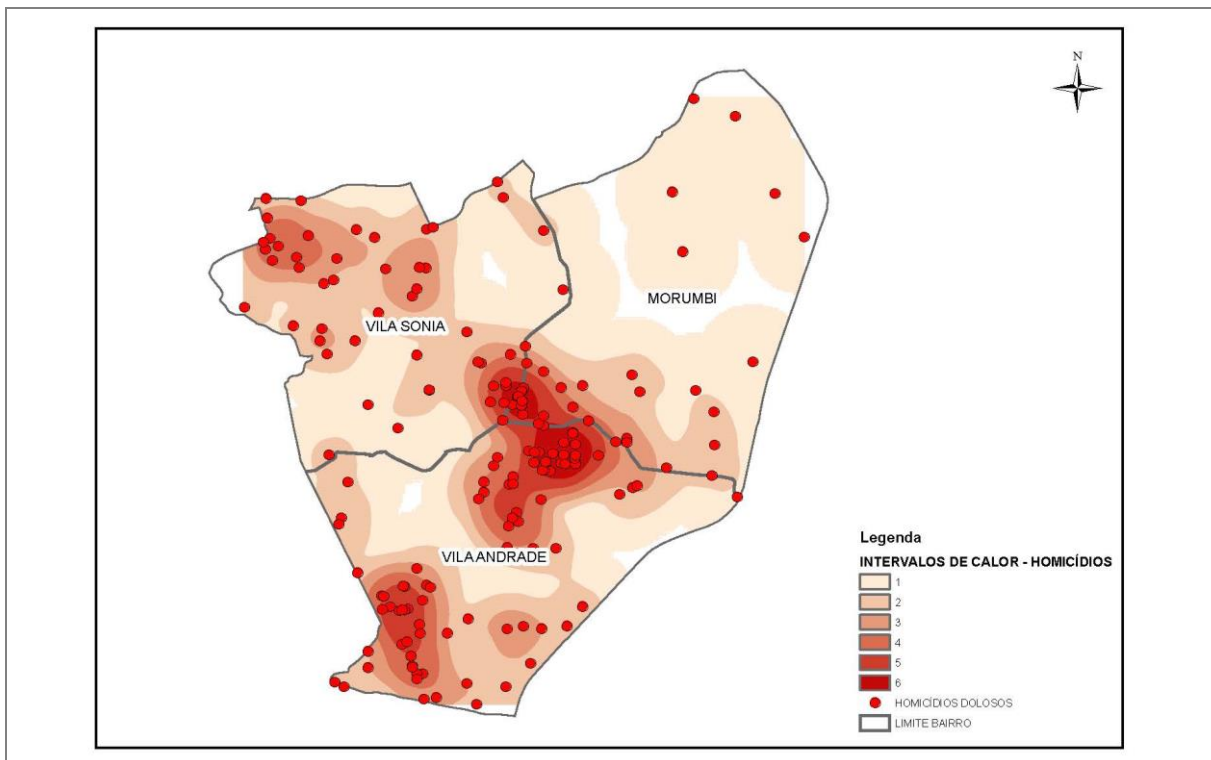 N
MORUMBI
VILA SONIA
VILA ANDRADE
Legenda
INTERVALOS DE CALOR - HOMICÍDIOS
1
2
3
4
5
6
HOMICÍDIOS DOLOSOS
LIMITE BAIRRO